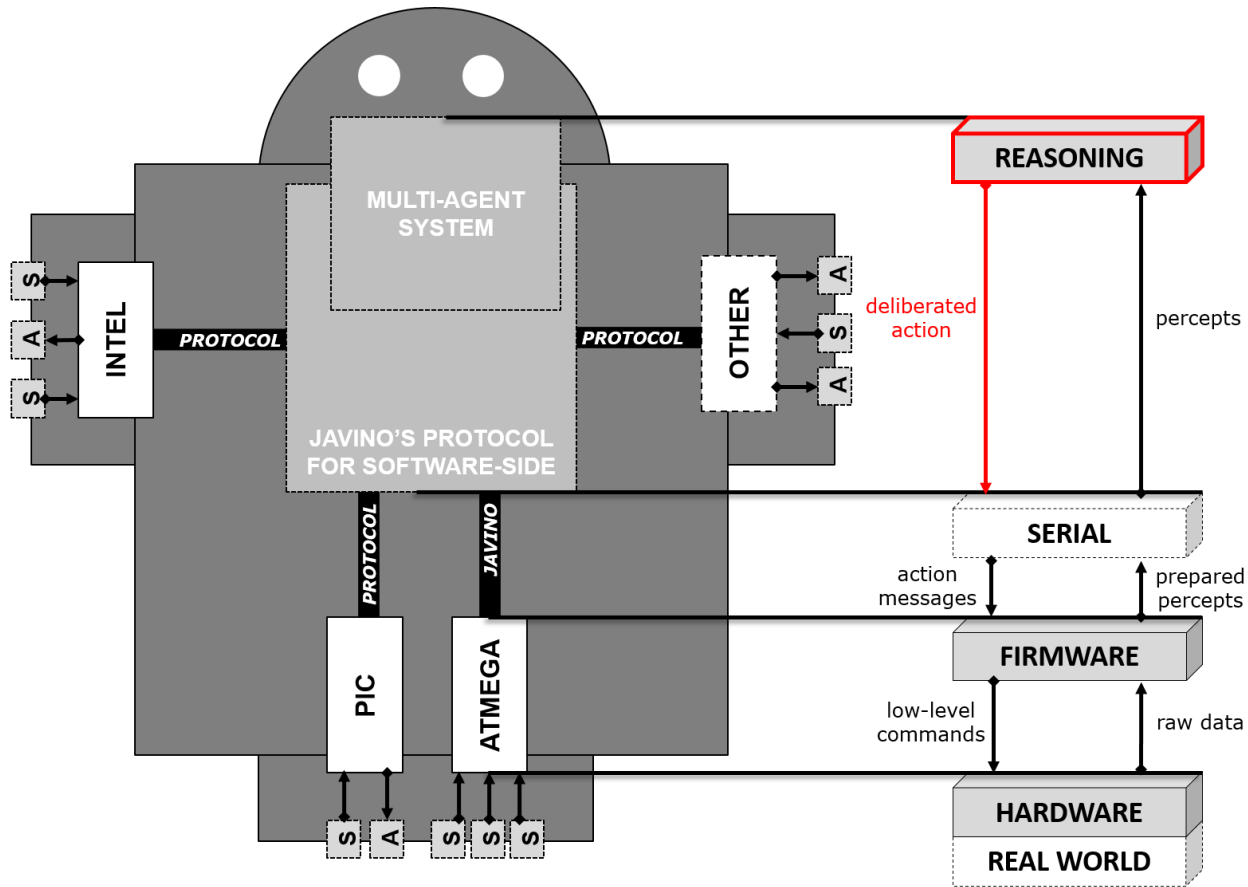 REASONING
MULTI-AGENT
SYSTEM
S
A
S
INTEL
PROTOCOL
PROTOCOL
OTHER
A
S
A
deliberated
action
percepts
JAVINO'S PROTOCOL
FOR SOFTWARE-SIDE
PROTOCOL
JAVINO
SERIAL
action
messages
prepared
percepts
PIC
ATMEGA
FIRMWARE
low-level
commands
raw data
S
A
S
S
S
HARDWARE
REAL WORLD